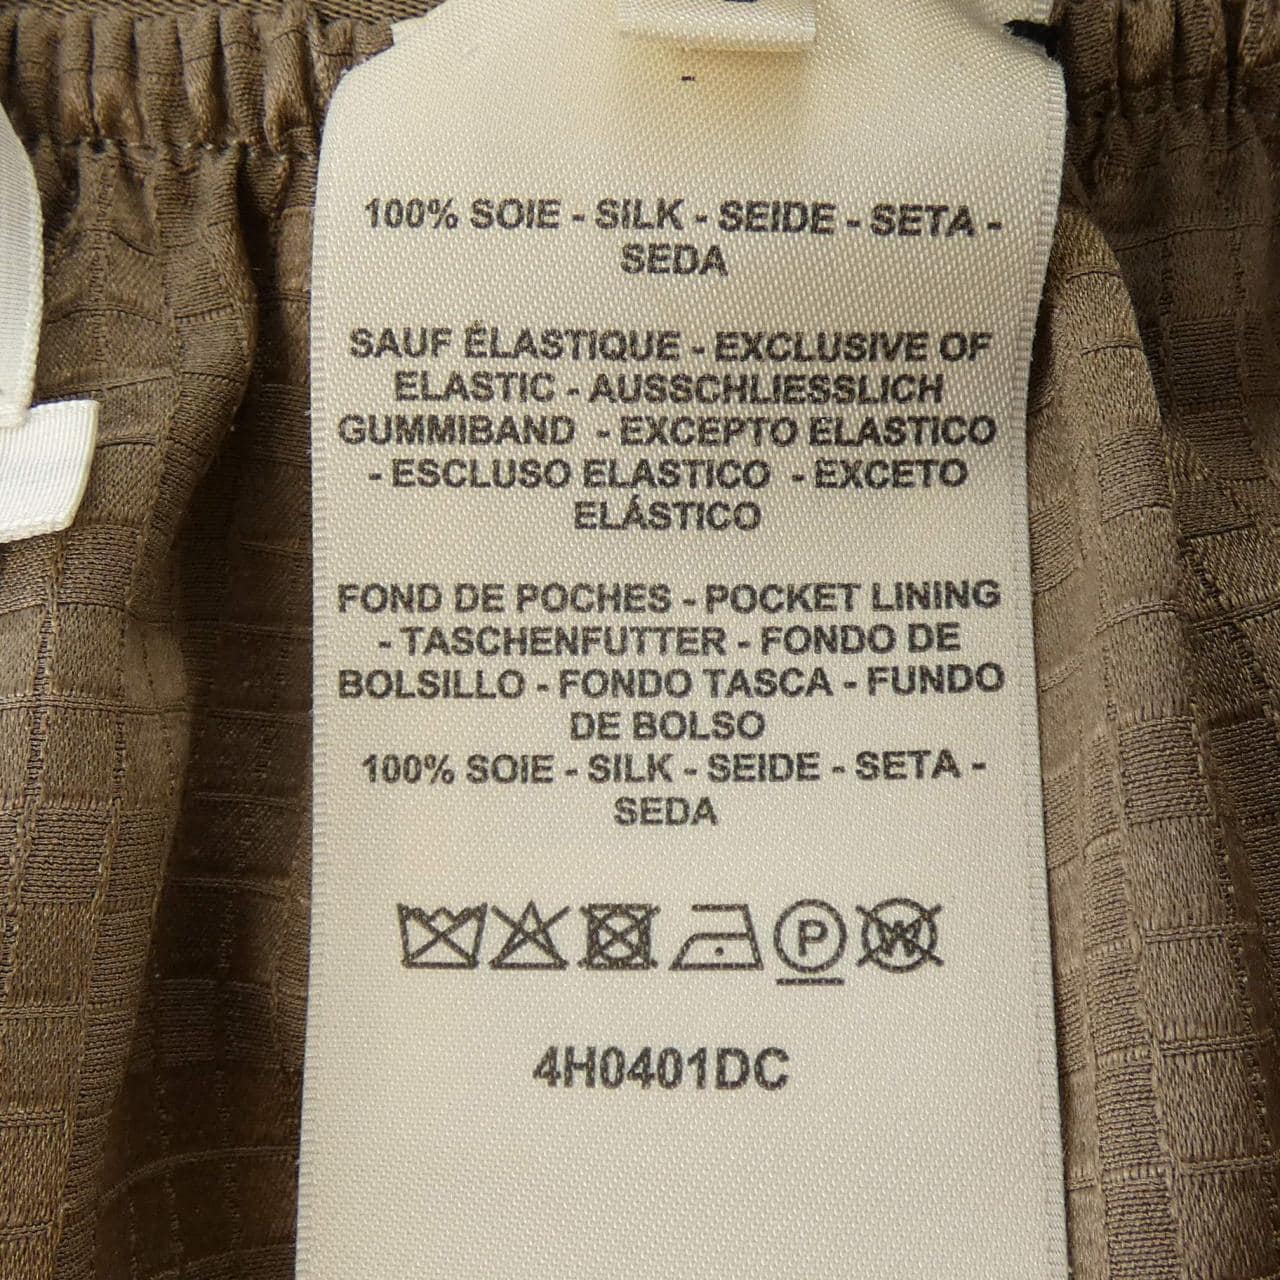 100% SOIE - SILK - SEIDE - SETA -
SEDA
SAUF ÉLASTIQUE - EXCLUSIVE OF
ELASTIC - AUSSCHLIESSLICH
GUMMIBAND - EXCEPTO ELASTICO
- ESCLUSO ELASTICO - EXCETO
ELÁSTICO
FOND DE POCHES - POCKET LINING
- TASCHENFUTTER - FONDO DE
BOLSILLO - FONDO TASCA - FUNDO
DE BOLSO
100% SOIE - SILK - SEIDE - SETA -
SEDA
P W
4H0401DC